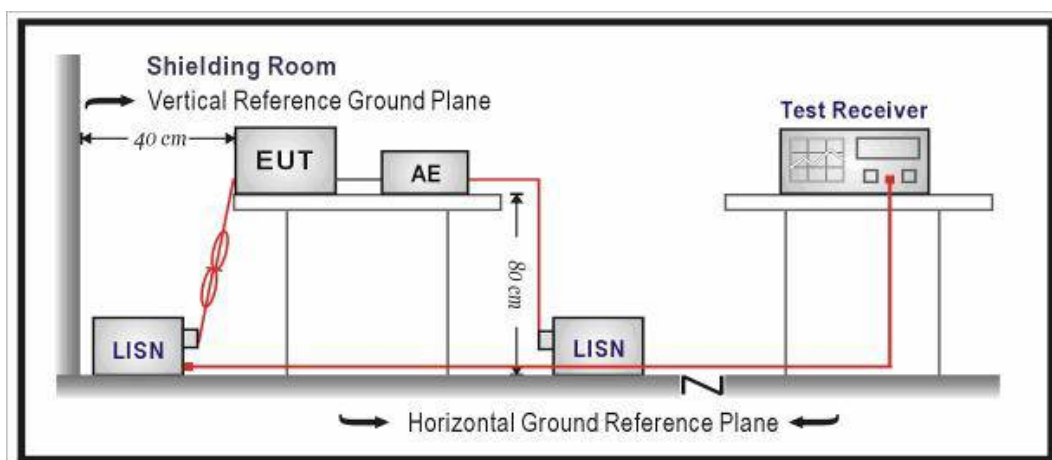 Shielding Room
Vertical Reference Ground Plane
Test Receiver
40 cm
EUT
AE
80 cm
LISN
LISN
Horizontal Ground Reference Plane